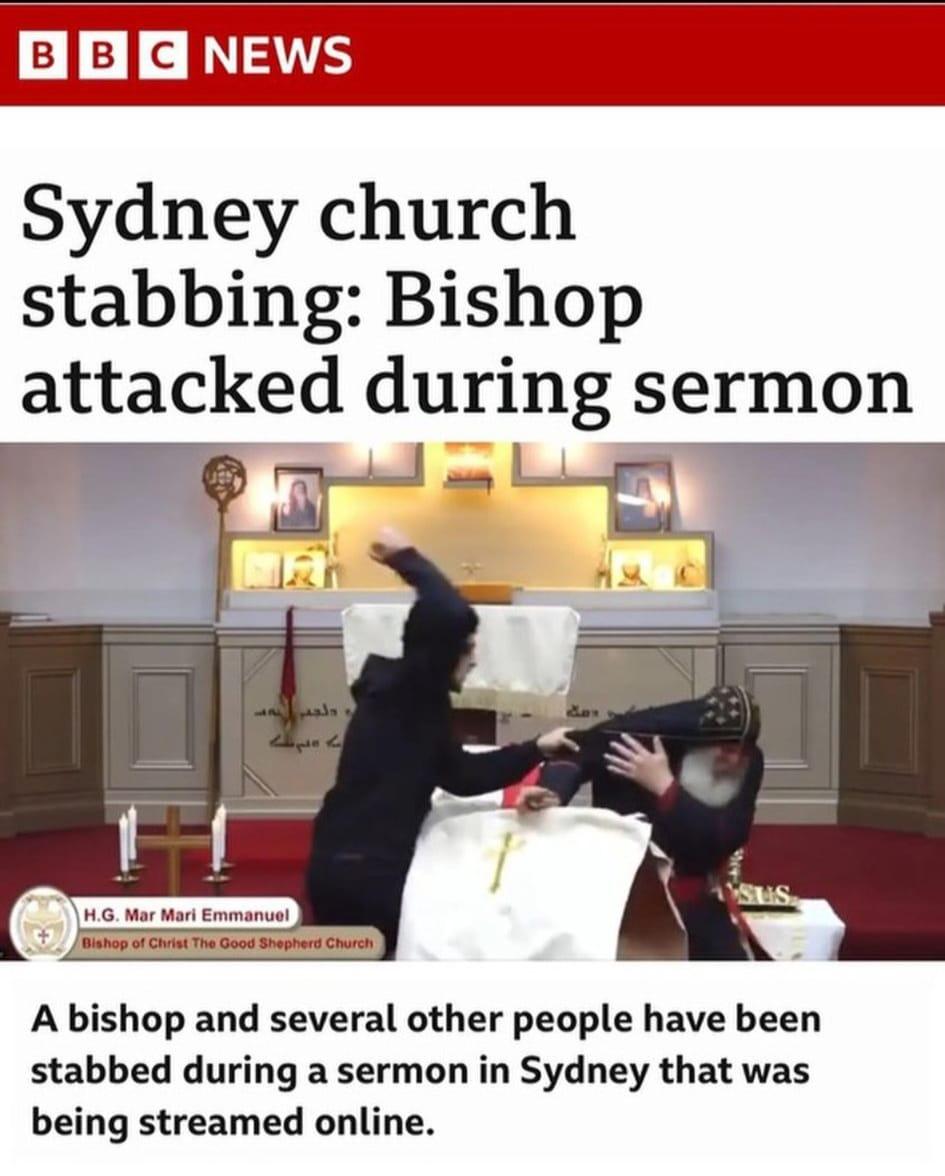 BBC NEWS
Sydney church
stabbing: Bishop
attacked during sermon
H.G. Mar Mari Emmanuel
Bishop of Christ The Good Shepherd Church
A bishop and several other people have been
stabbed during a sermon in Sydney that was
being streamed online.